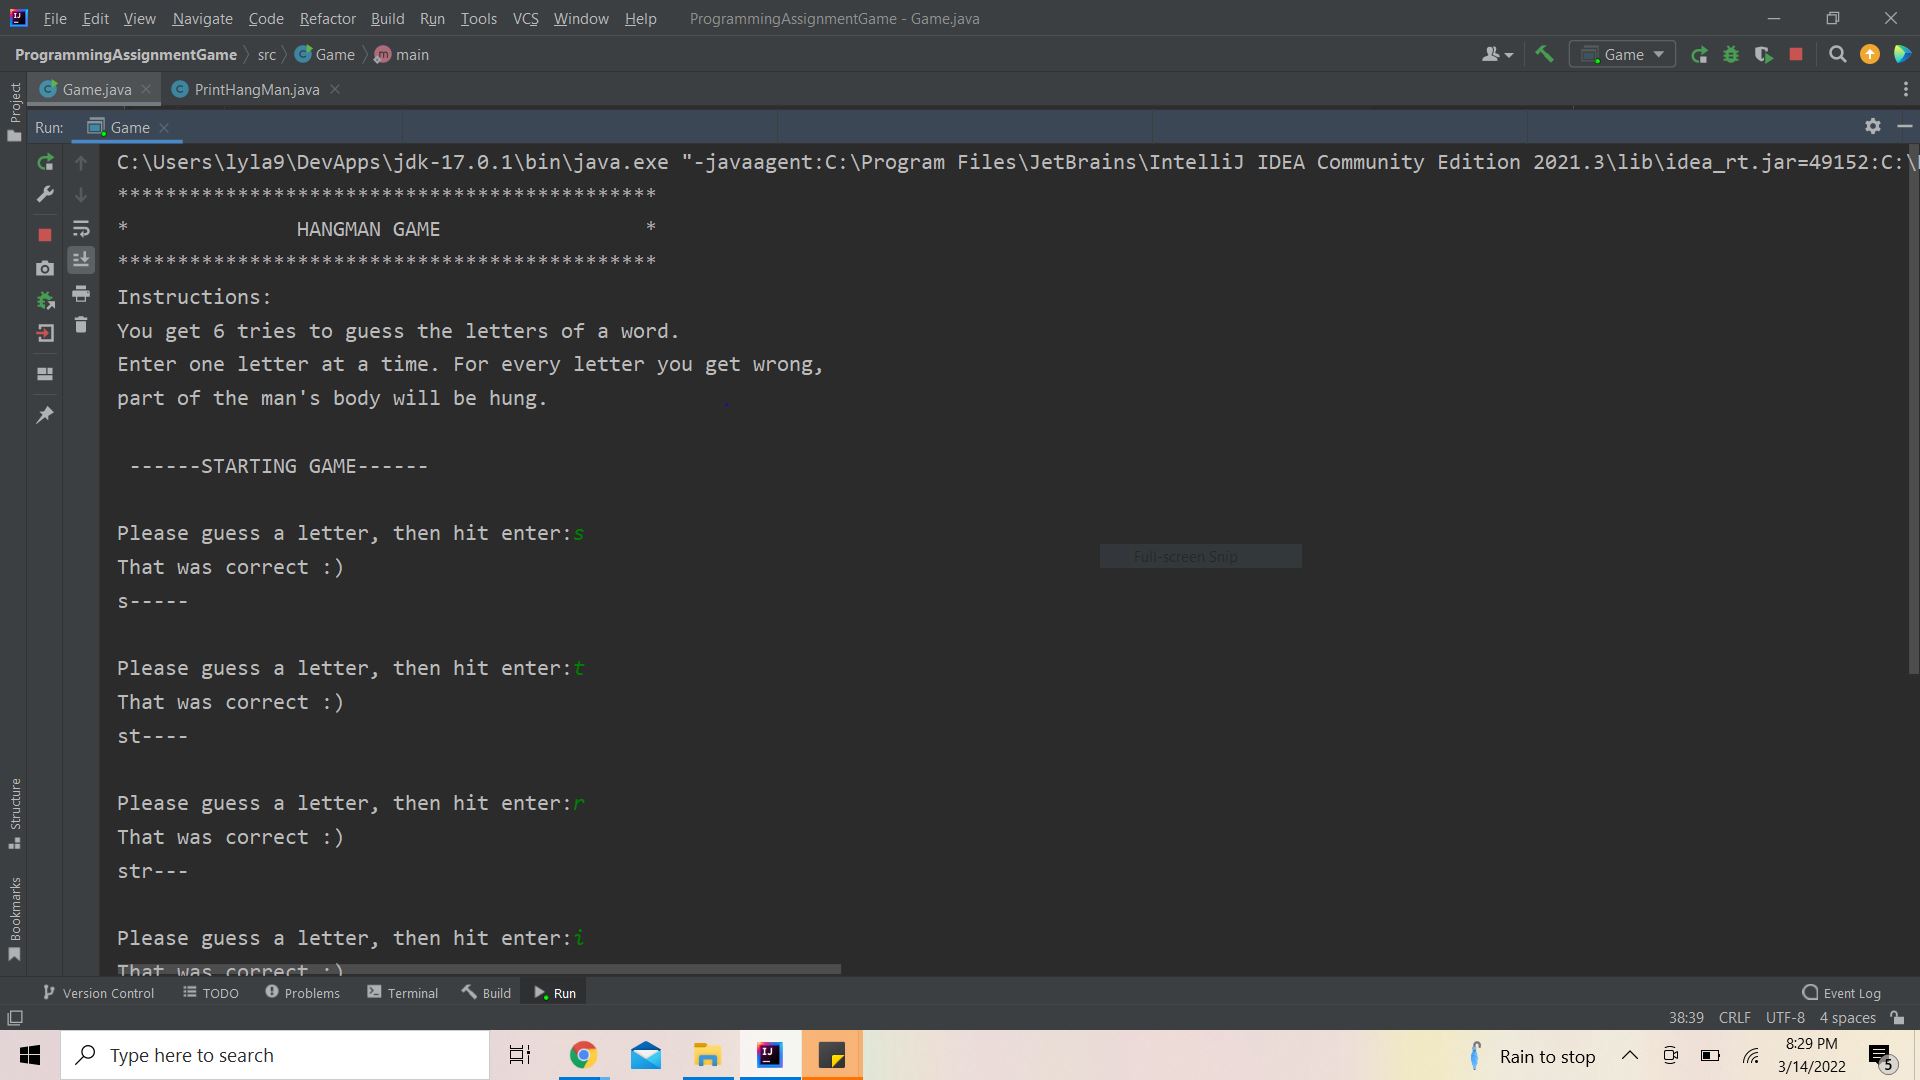 File Edit View Navigate Code Refactor Build Run Tools VCS Window Help ProgrammingAssignmentGame - Game.java
ProgrammingAssignmentGame src Game main
Game
Project
Game.java PrintHangMan.java
Run: Game
C:\Users\lyla9\DevApps\jdk-17.0.1\bin\java.exe "-javaagent:C:\Program Files\JetBrains\IntelliJ IDEA Community Edition 2021.3\lib\idea_rt.jar=49152:C:\
*********************************************
*              HANGMAN GAME                 *
*********************************************
Instructions:
You get 6 tries to guess the letters of a word.
Enter one letter at a time. For every letter you get wrong,
part of the man's body will be hung.
------STARTING GAME------
Please guess a letter, then hit enter:s
Full-screen Snip
That was correct :)
s-----
Please guess a letter, then hit enter:t
That was correct :)
st----
Please guess a letter, then hit enter:r
That was correct :)
str---
Please guess a letter, then hit enter:i
That was correct :)
Structure
Bookmarks
Version Control TODO Problems Terminal Build Run Event Log
38:39 CRLF UTF-8 4 spaces
Type here to search
IJ
Rain to stop
8:29 PM
3/14/2022
5